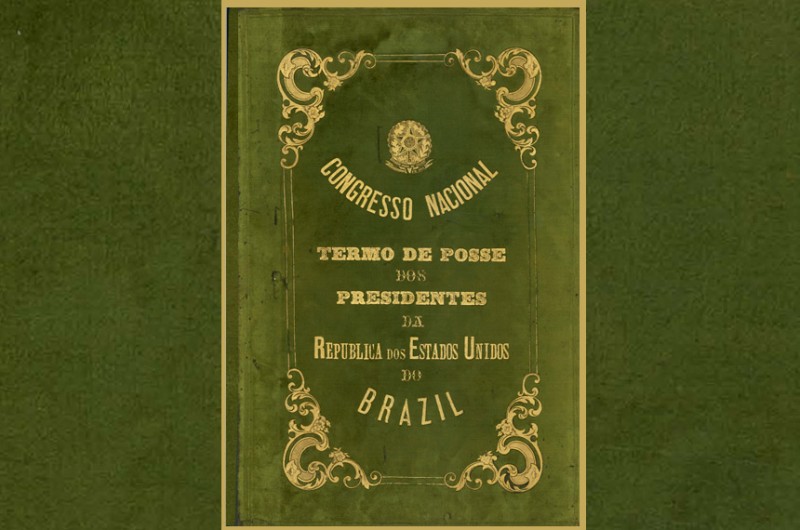 CONGRESSO NACIONAL
TERMO DE POSSE
DOS
PRESIDENTES
DA
REPUBLICA DOS ESTADOS UNIDOS
DO
BRAZIL